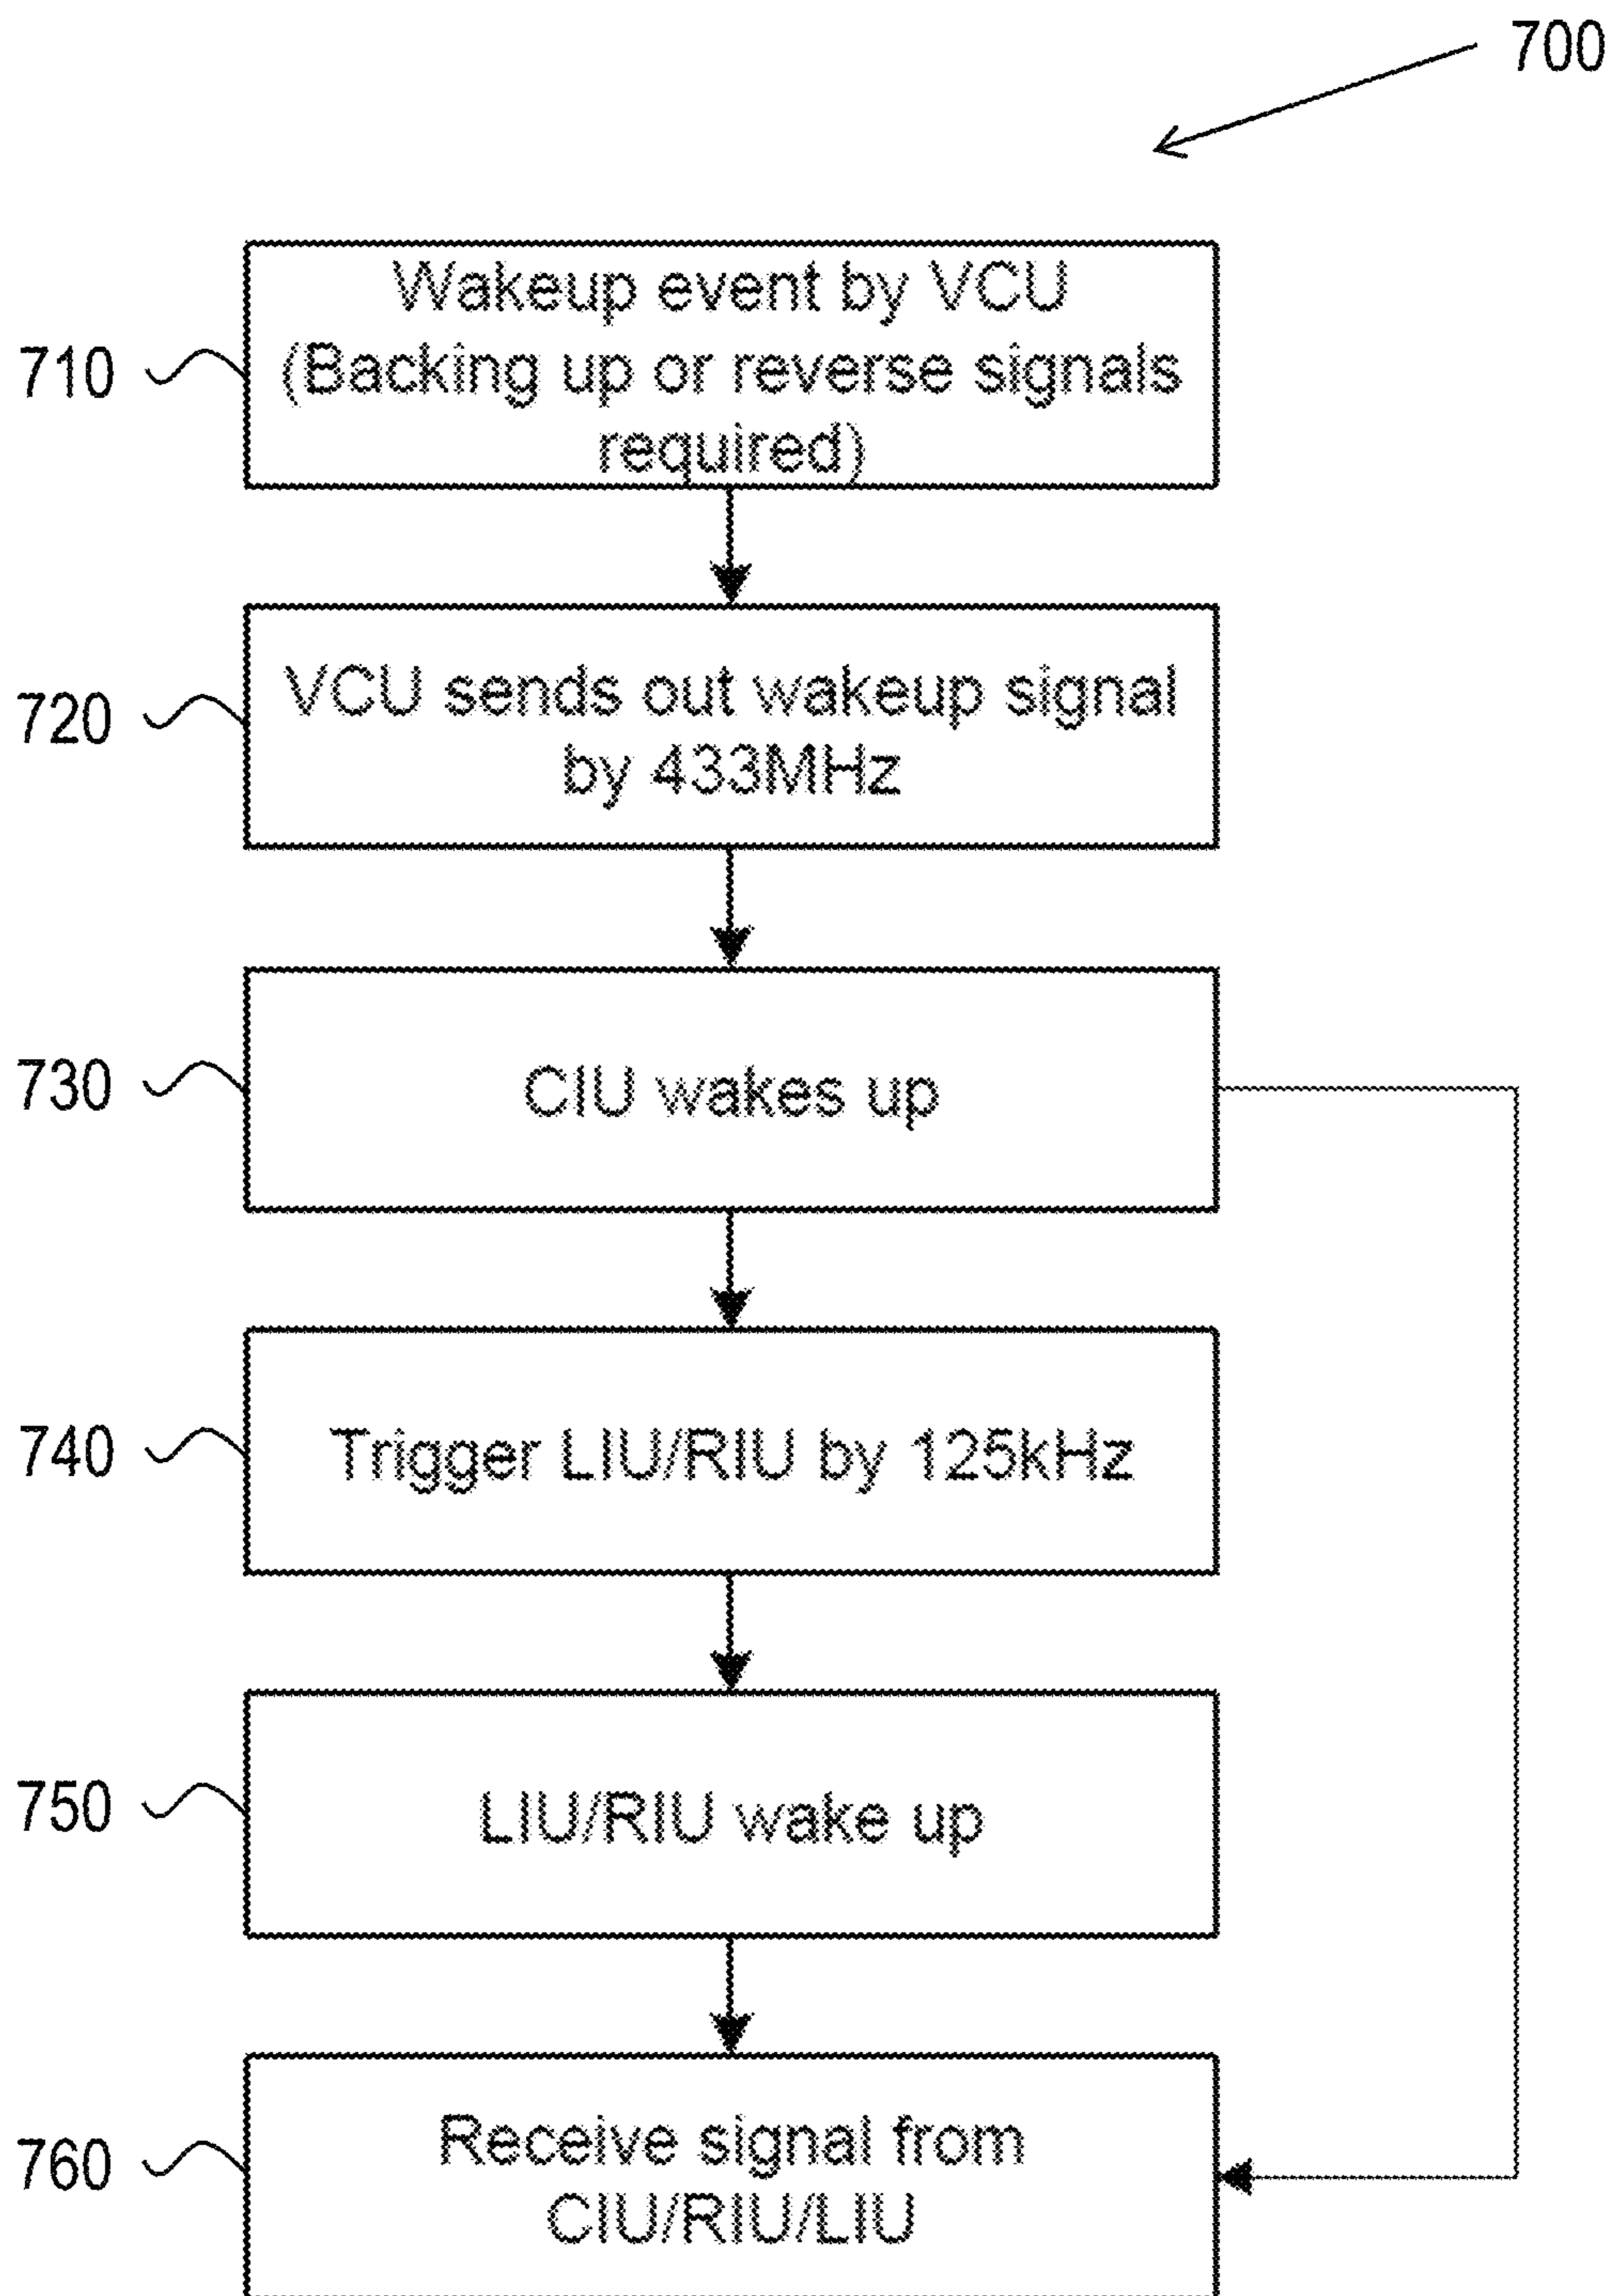 700
710
Wakeup event by VCU
(Backing up or reverse signals
required)
720
VCU sends out wakeup signal
by 433MHz
730
CIU wakes up
740
Trigger LIU/RIU by 125kHz
750
LIU/RIU wake up
760
Receive signal from
CIU/RIU/LIU